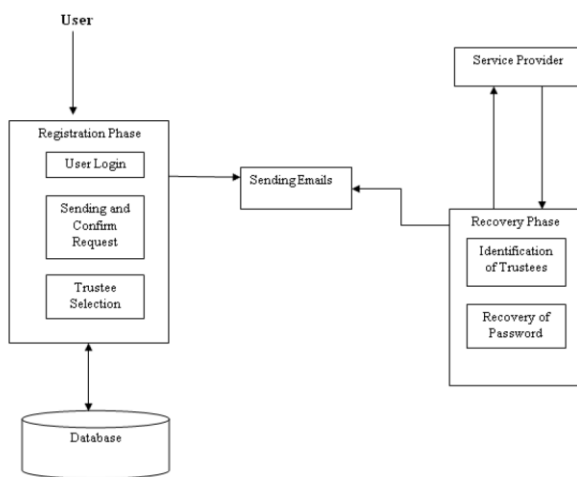 User
Service Provider
Registration Phase
User Login
Sending and
Confirm
Request
Trustee
Selection
Sending Emails
Recovery Phase
Identification
of Trustees
Recovery of
Password
Database